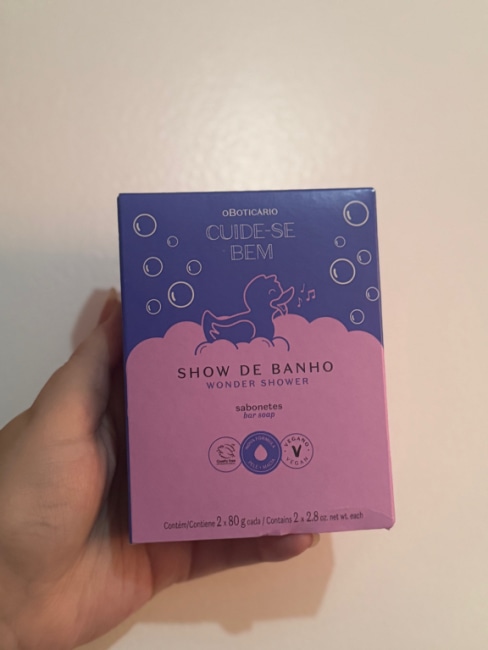 oBOTICÁRIO
CUIDE-SE
BEM
SHOW DE BANHO
WONDER SHOWER
sabonetes
bar soap
VEGANO
V
VEGAN
Contém/Contiene 2 x 80 g cada / Contains 2 x 2.8 oz. net wt. each